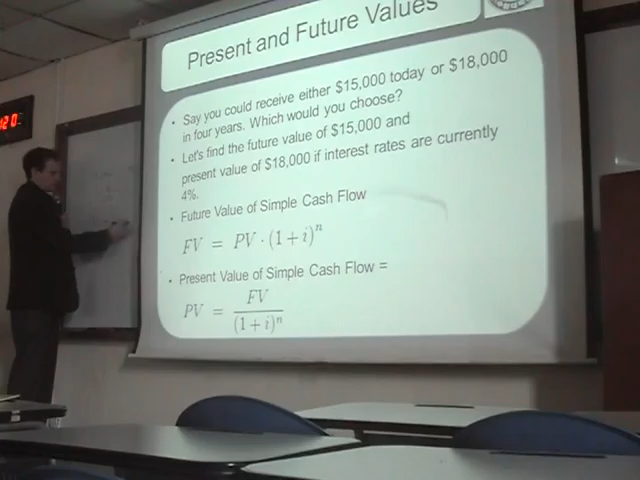 Present and Future Values
• Say you could receive either $15,000 today or $18,000
in four years. Which would you choose?
• Let's find the future value of $15,000 and
present value of $18,000 if interest rates are currently
4%.
• Future Value of Simple Cash Flow
FV = PV · (1 + i)^n
• Present Value of Simple Cash Flow =
PV = FV / (1 + i)^n